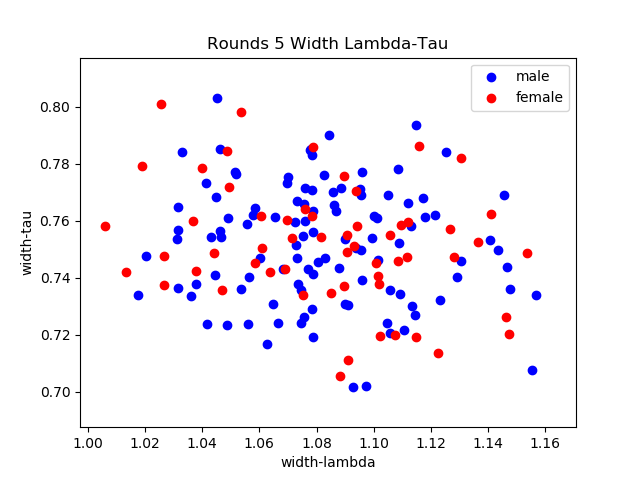 Rounds 5 Width Lambda-Tau
male
female
width-tau
0.80
0.78
0.76
0.74
0.72
0.70
1.00 1.02 1.04 1.06 1.08 1.10 1.12 1.14 1.16
width-lambda